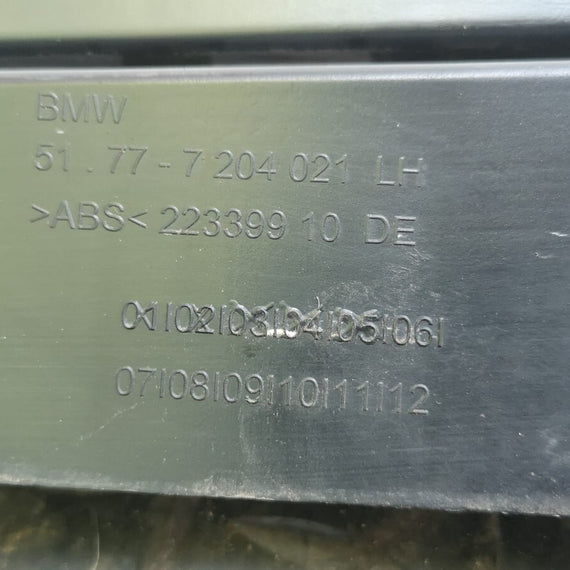 BMW
51 . 77 - 7 204 021 LH
>ABS< 223399 10 DE
01|02|03|04|05|06|
07|08|09|10|11|12